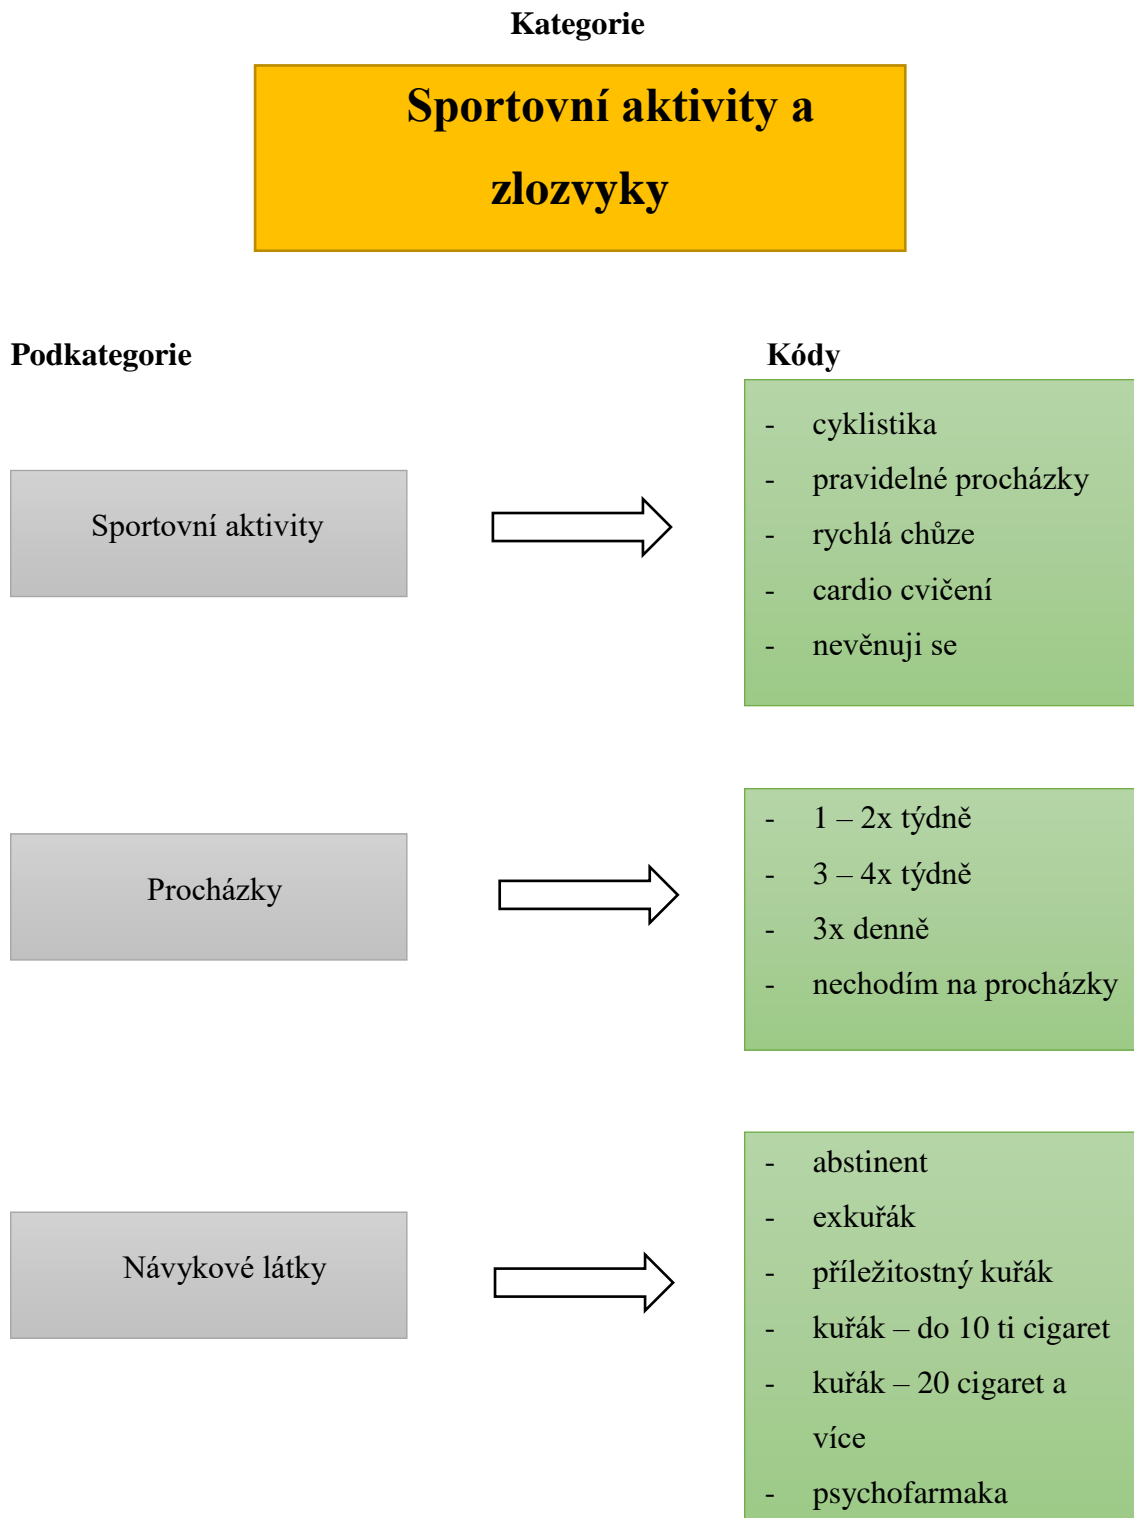 Kategorie
Sportovní aktivity a
zlozvyky
Podkategorie
Kódy
Sportovní aktivity
- cyklistika
- pravidelné procházky
- rychlá chůze
- cardio cvičení
- nevěnuji se
Procházky
- 1 – 2x týdně
- 3 – 4x týdně
- 3x denně
- nechodím na procházky
Návykové látky
- abstinent
- exkuřák
- příležitostný kuřák
- kuřák – do 10 ti cigaret
- kuřák – 20 cigaret a
více
- psychofarmaka